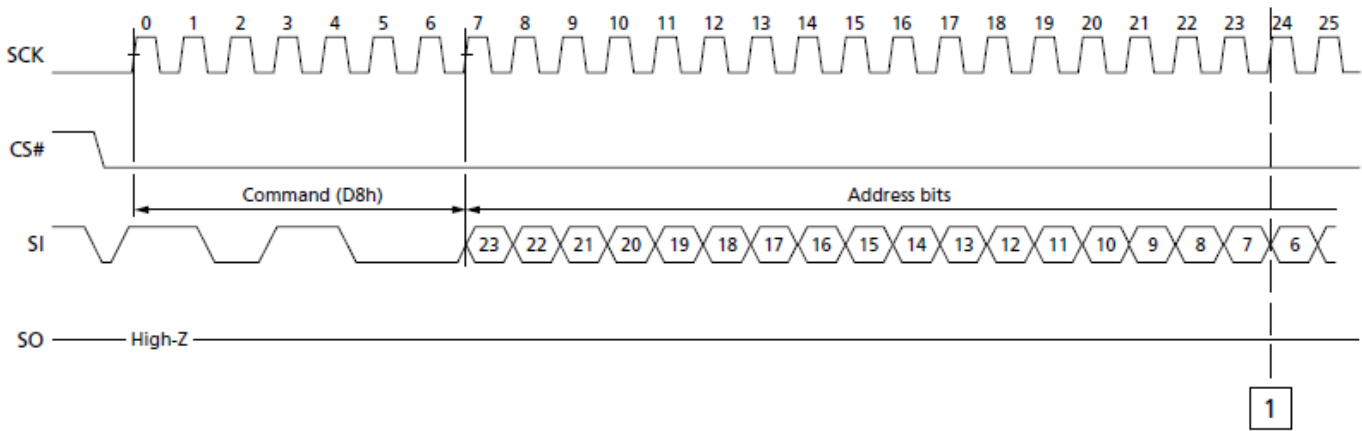 0 1 2 3 4 5 6 7 8 9 10 11 12 13 14 15 16 17 18 19 20 21 22 23 24 25
SCK
CS#
Command (D8h) Address bits
SI 23 22 21 20 19 18 17 16 15 14 13 12 11 10 9 8 7 6
SO High-Z
1